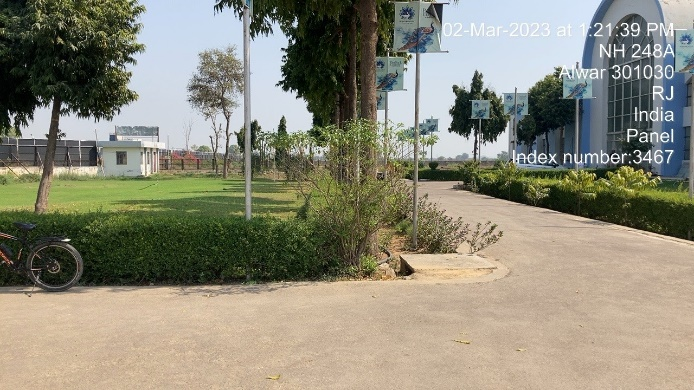 02-Mar-2023 at 1:21:39 PM
NH 248A
Alwar 301030
RJ
India
Panel
Index number:3467